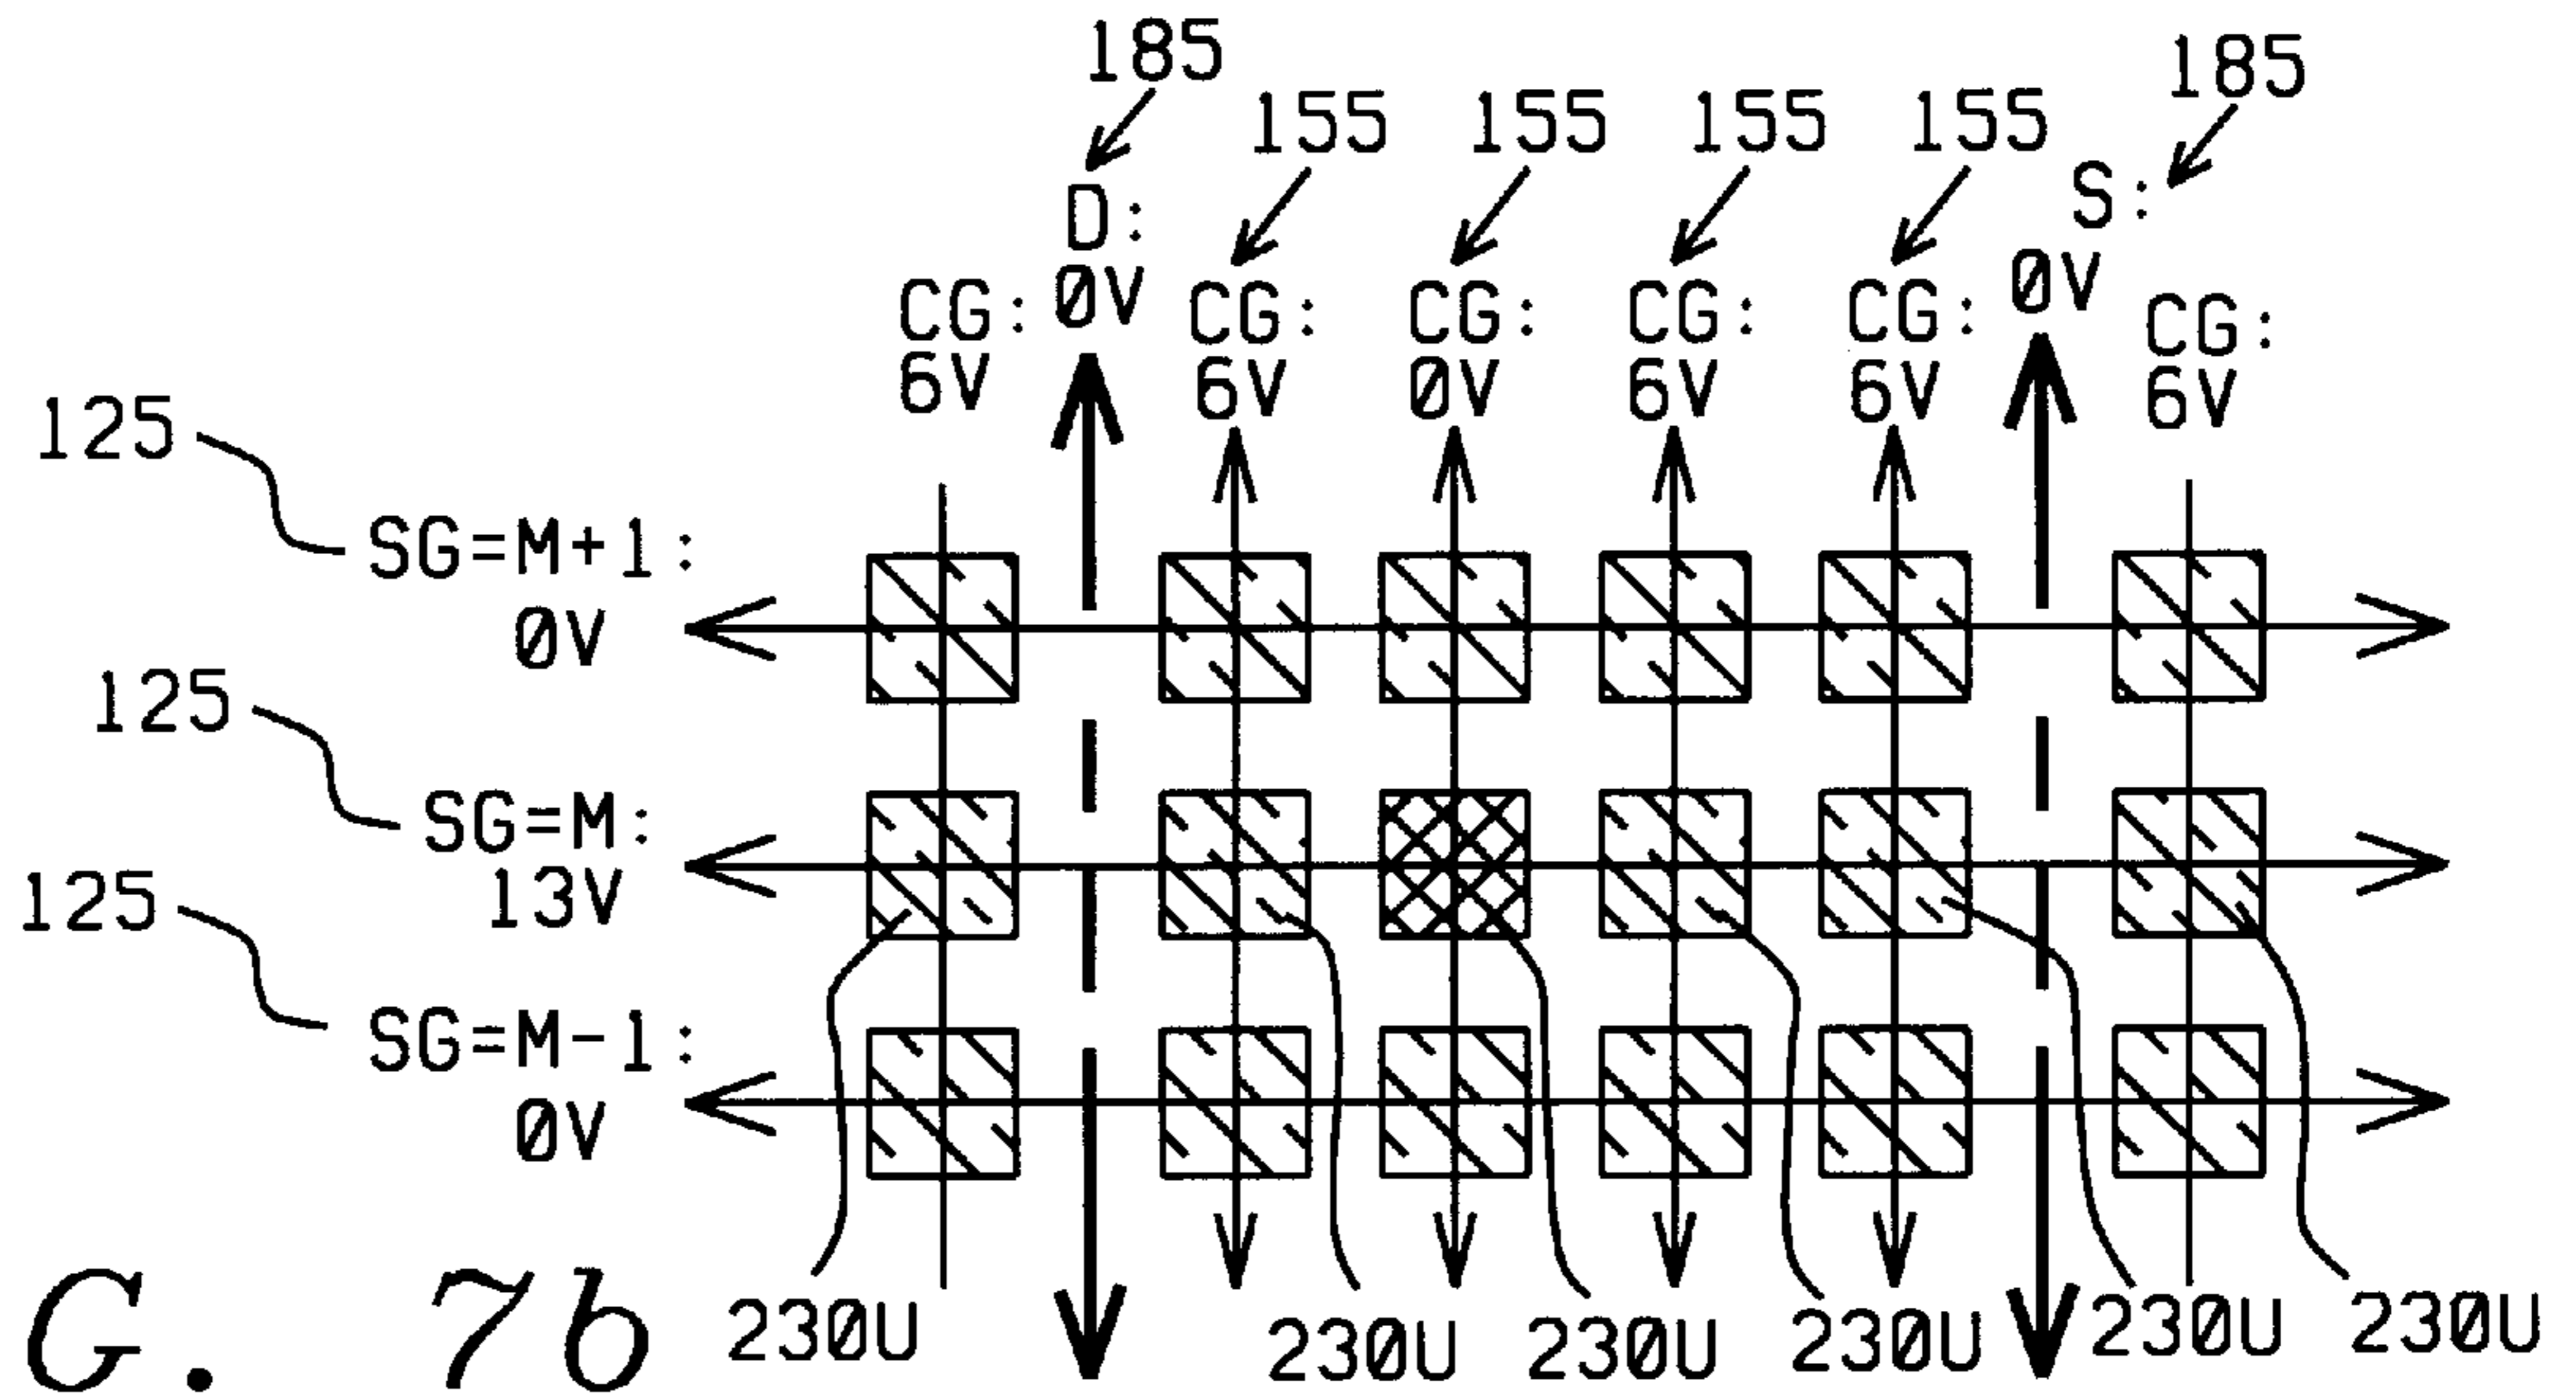 185
185
155 155 155 155
D: S:
0V 0V
CG: CG: CG: CG: CG: CG:
6V 6V 0V 6V 6V 6V
125
SG=M+1:
0V
125
SG=M:
13V
125
SG=M-1:
0V
230U 230U 230U 230U 230U 230U
G. 7b